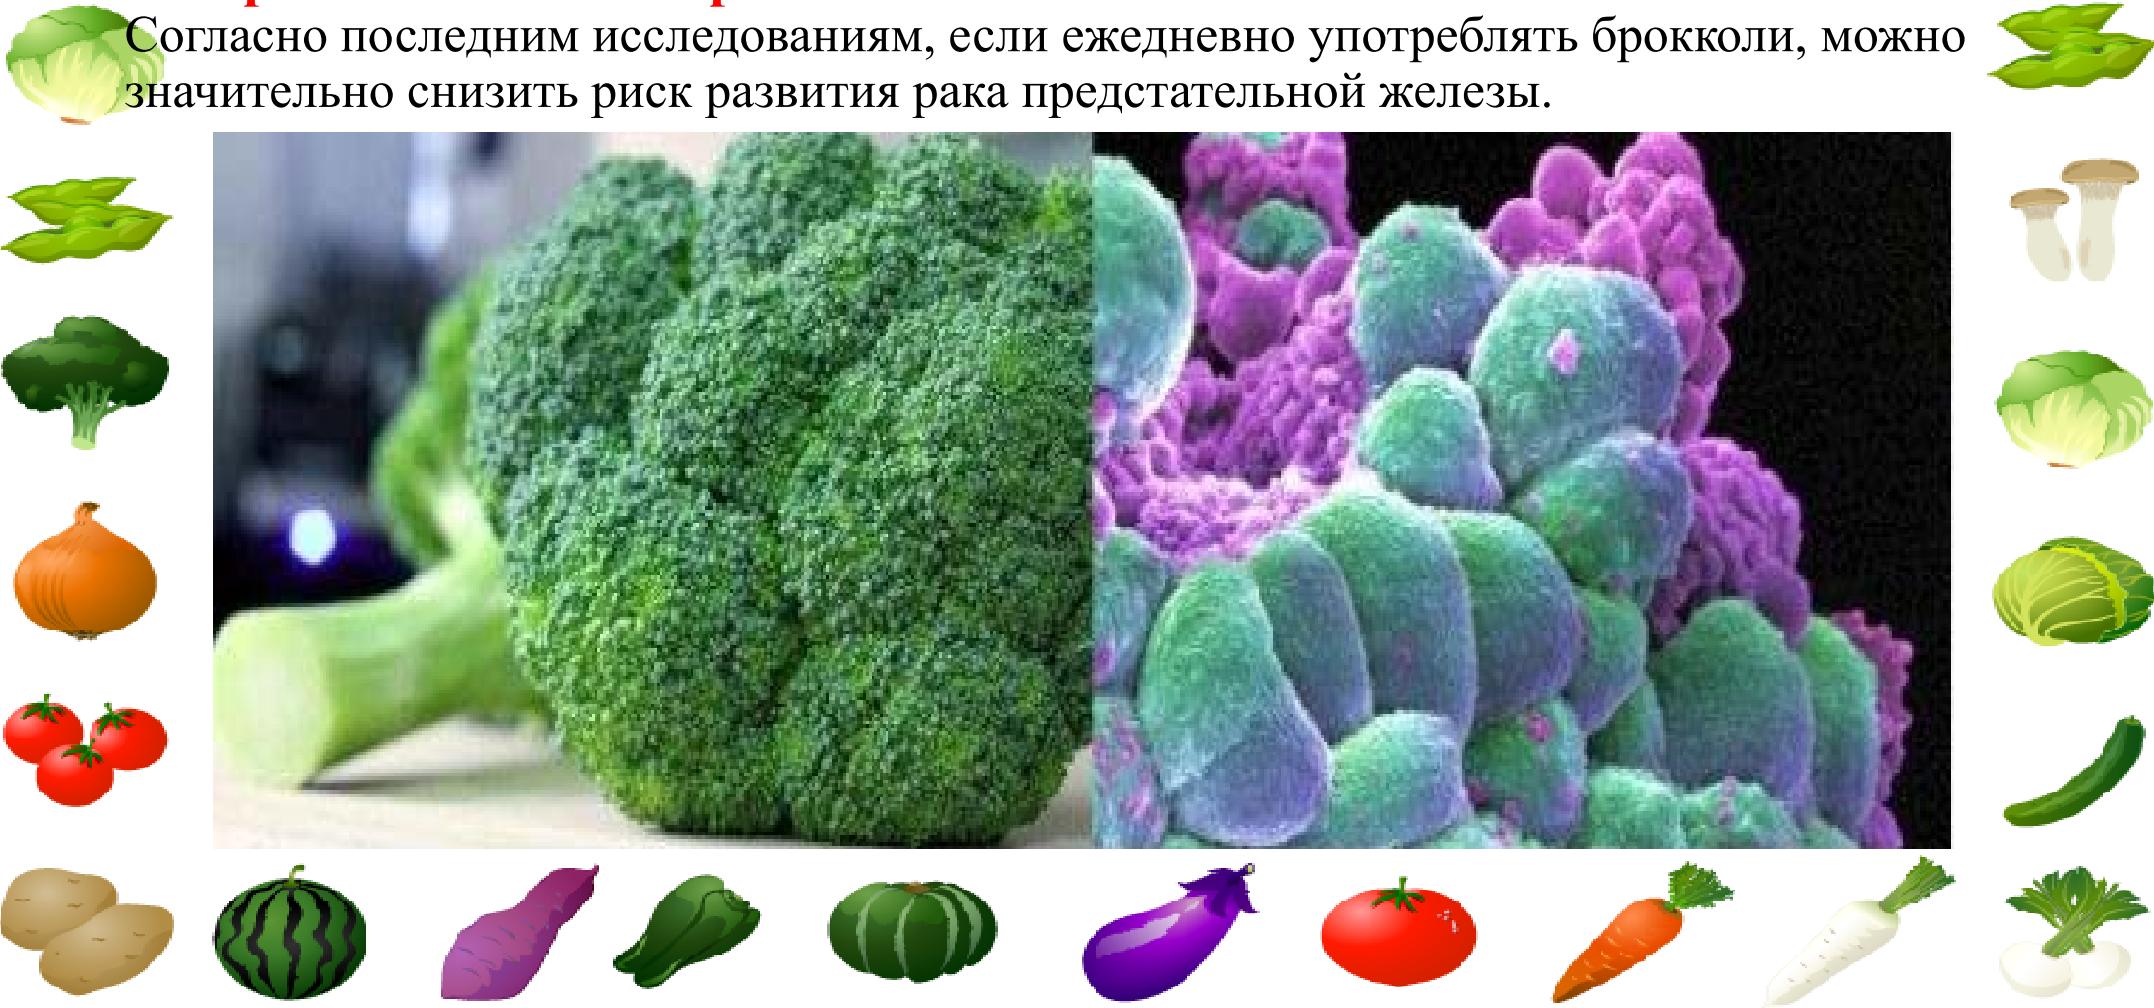 Согласно последним исследованиям, если ежедневно употреблять брокколи, можно
значительно снизить риск развития рака предстательной железы.